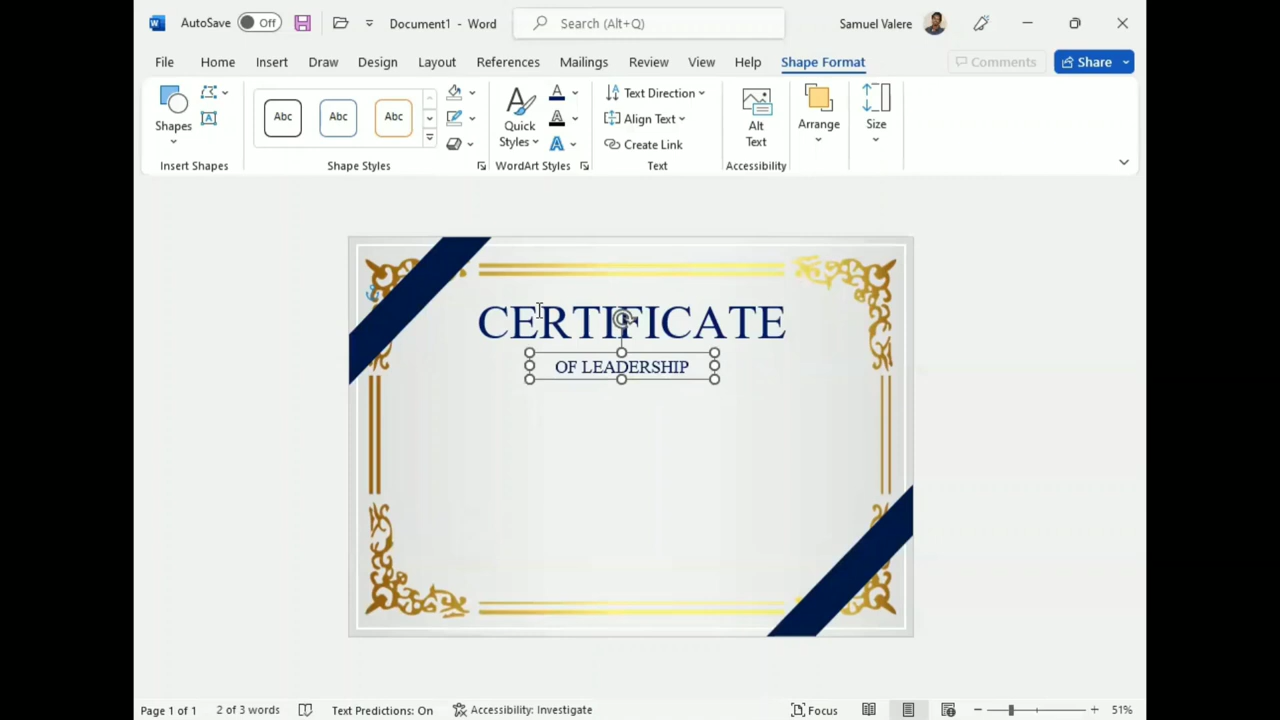 AutoSave Off Document1 - Word Search (Alt+Q) Samuel Valere
File Home Insert Draw Design Layout References Mailings Review View Help Shape Format Comments Share
Shapes Abc Abc Abc Quick Styles Text Direction Align Text Create Link Alt Text Arrange Size
Insert Shapes Shape Styles WordArt Styles Text Accessibility
CERTIFICATE
OF LEADERSHIP
Page 1 of 1 2 of 3 words Text Predictions: On Accessibility: Investigate Focus 51%